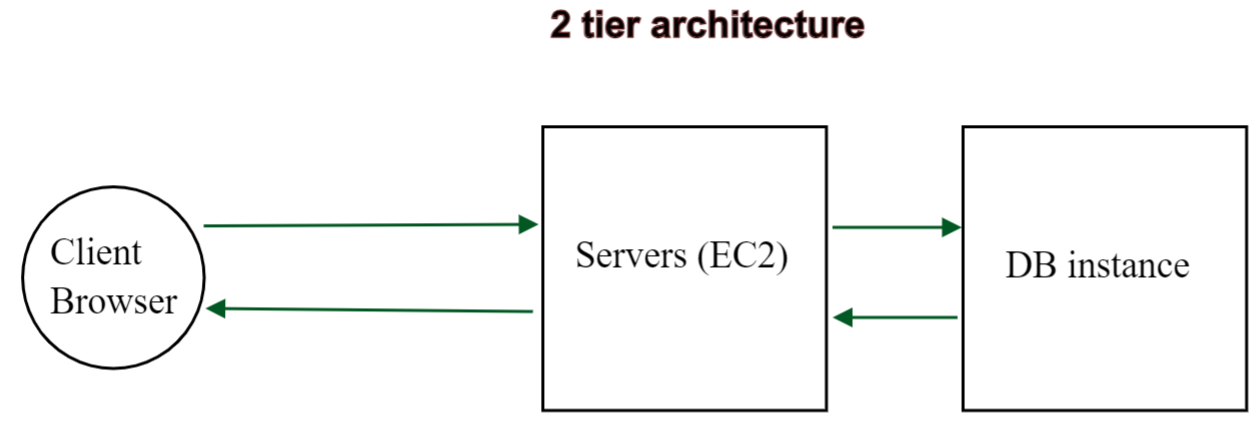 2 tier architecture
Client
Browser
Servers (EC2)
DB instance